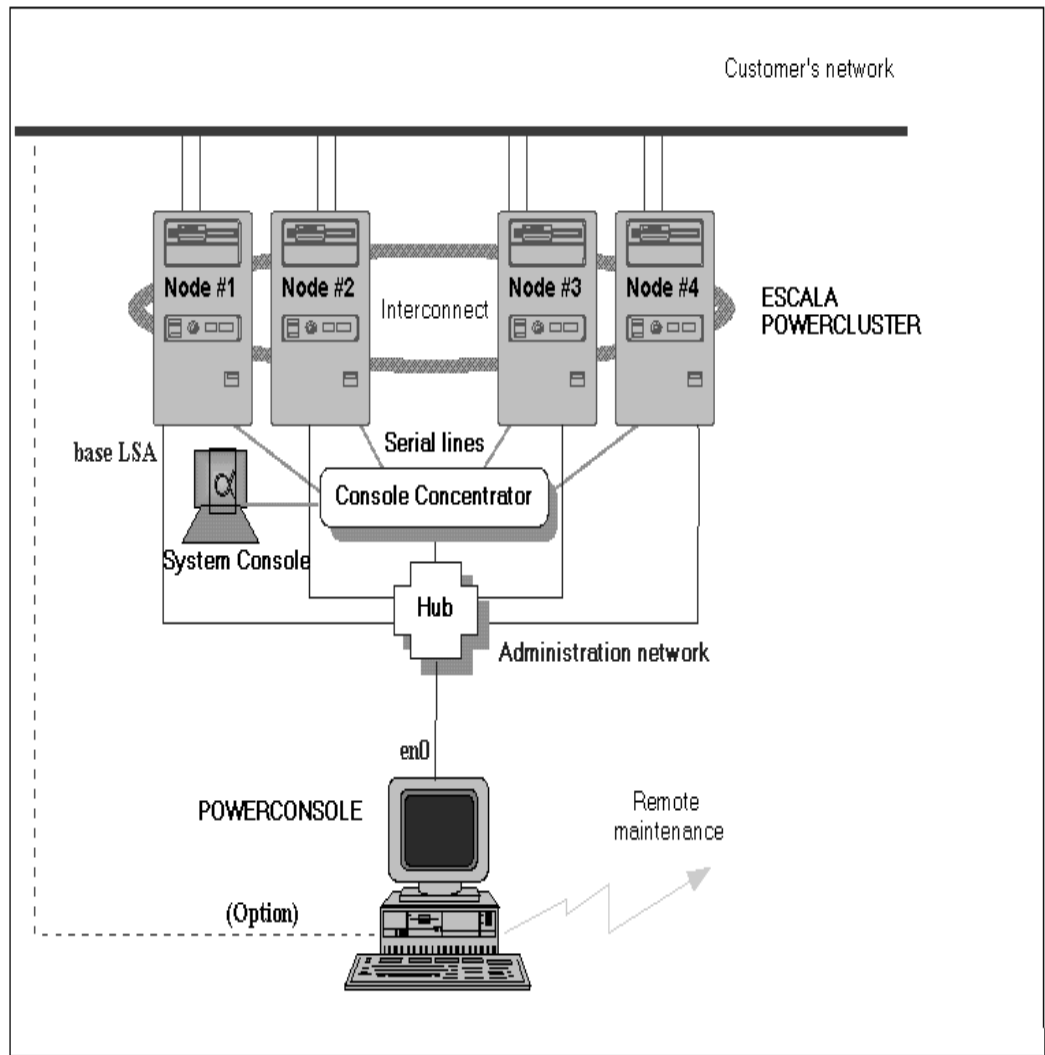 Customer's network
Node #1
Node #2
Node #3
Node #4
Interconnect
ESCALA
POWERCLUSTER
base LSA
Serial lines
Console Concentrator
System Console
Hub
Administration network
en0
POWERCONSOLE
Remote
maintenance
(Option)